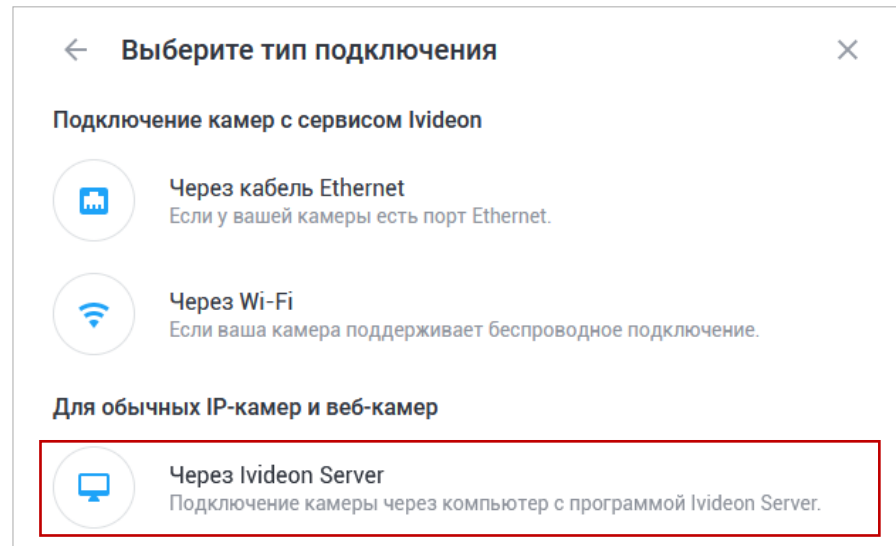 Выберите тип подключения
Подключение камер с сервисом Ivideon
Через кабель Ethernet
Если у вашей камеры есть порт Ethernet.
Через Wi-Fi
Если ваша камера поддерживает беспроводное подключение.
Для обычных IP-камер и веб-камер
Через Ivideon Server
Подключение камеры через компьютер с программой Ivideon Server.